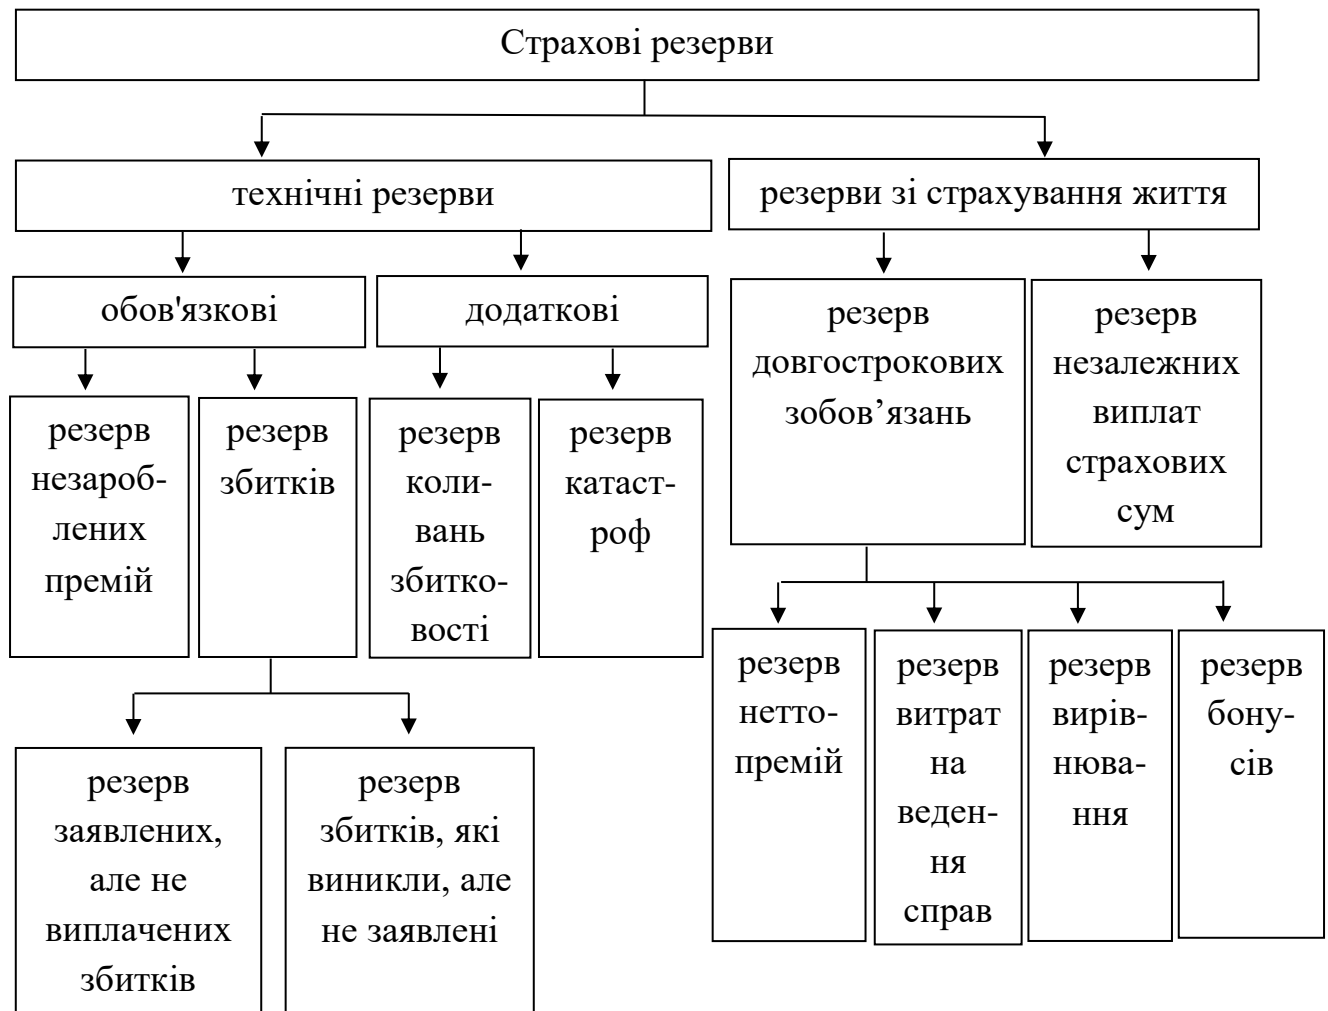 Страхові резерви
технічні резерви
резерви зі страхування життя
обов'язкові
додаткові
резерв
незароб-
лених
премій
резерв
збитків
резерв
коли-
вань
збитко-
вості
резерв
катаст-
роф
резерв
довгострокових
зобов’язань
резерв
незалежних
виплат
страхових
сум
резерв
заявлених,
але не
виплачених
збитків
резерв
збитків, які
виникли, але
не заявлені
резерв
нетто-
премій
резерв
витрат
на
веден-
ня
справ
резерв
вирів-
нюва-
ння
резерв
бону-
сів